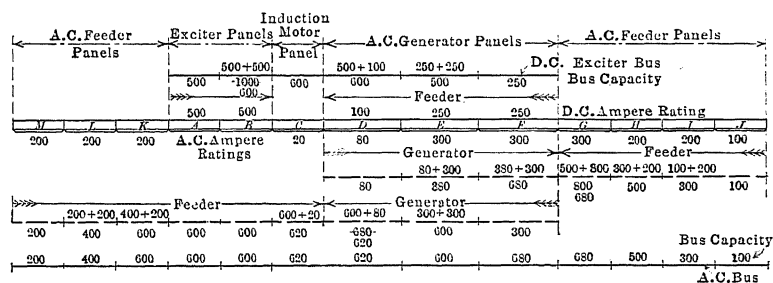 A.C.Feeder Panels
Exciter Panels
Induction Motor Panel
A.C.Generator Panels
A.C.Feeder Panels
500+500 500+100 250+250 D.C. Exciter Bus
500 1000 600 600 500 250 Bus Capacity
600 Feeder
500 500 100 250 250 D.C.Ampere Rating
M L K A B C D E F G H I J
200 200 200 A.C.Ampere Ratings 20 80 300 300 300 200 200 100
Generator Feeder
80+300 380+300 500+800 300+200 100+200
80 280 680 800 500 300 100
680
Feeder Generator
200+200 400+200 600+20 600+80 300+300
200 400 600 600 600 620 680 600 300
620
Bus Capacity
200 400 600 600 600 620 620 600 680 680 500 300 100
A.C.Bus